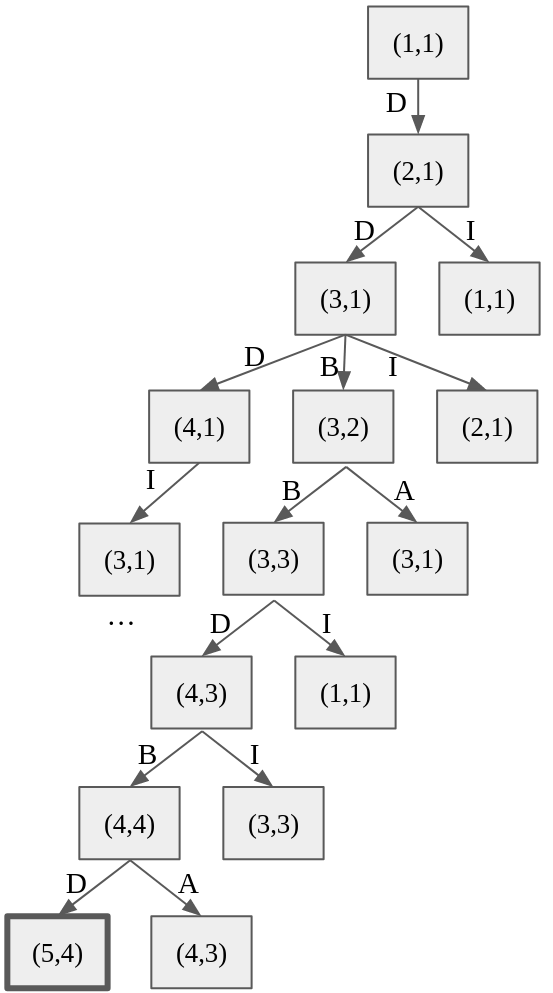 (1,1)
D
(2,1)
D I
(3,1) (1,1)
D B I
(4,1) (3,2) (2,1)
I B A
(3,1) (3,3) (3,1)
... D I
(4,3) (1,1)
B I
(4,4) (3,3)
D A
(5,4) (4,3)